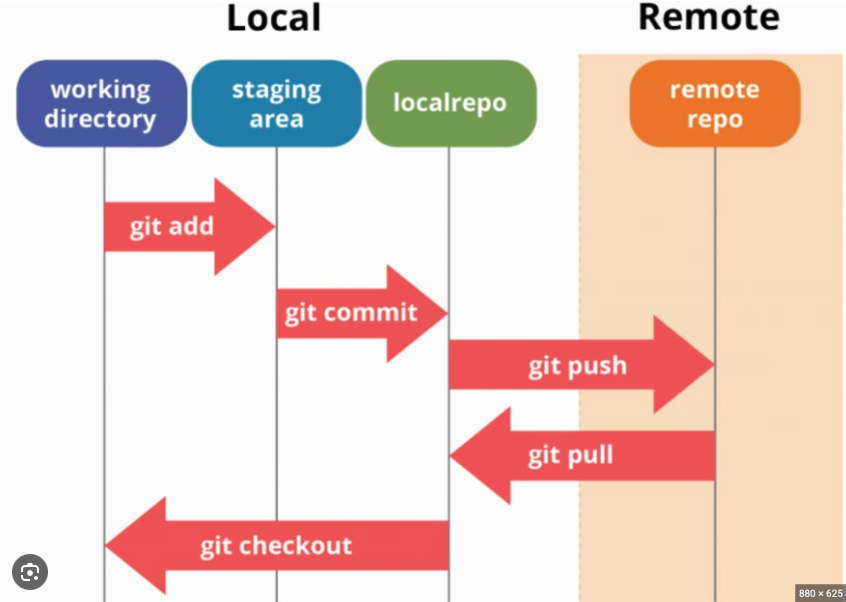 Local
Remote
working
directory
staging
area
localrepo
remote
repo
git add
git commit
git push
git pull
git checkout
880 × 625